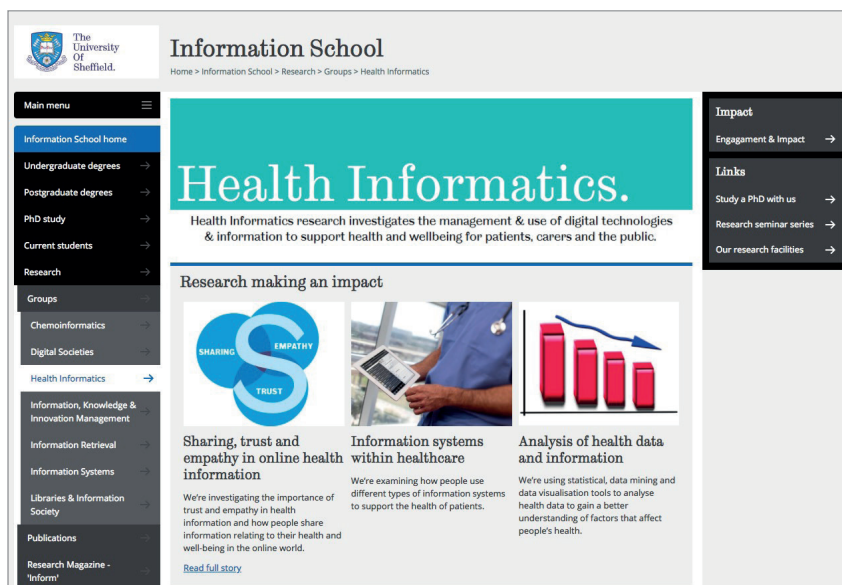 The
University
Of
Sheffield.
Information School
Home > Information School > Research > Groups > Health Informatics
Main menu
Information School home
Undergraduate degrees
Postgraduate degrees
PhD study
Current students
Research
Groups
Chemoinformatics
Digital Societies
Health Informatics
Information, Knowledge &
Innovation Management
Information Retrieval
Information Systems
Libraries & Information
Society
Publications
Research Magazine -
'Inform'
Health Informatics.
Health Informatics research investigates the management & use of digital technologies
& information to support health and wellbeing for patients, carers and the public.
Research making an impact
SHARING
EMPATHY
S
TRUST
Sharing, trust and
empathy in online health
information
We're investigating the importance of
trust and empathy in health
information and how people share
information relating to their health and
well-being in the online world.
Read full story
Information systems
within healthcare
We're examining how people use
different types of information systems
to support the health of patients.
Analysis of health data
and information
We're using statistical, data mining and
data visualisation tools to analyse
health data to gain a better
understanding of factors that affect
people's health.
Impact
Engagament & Impact
Links
Study a PhD with us
Research seminar series
Our research facilities